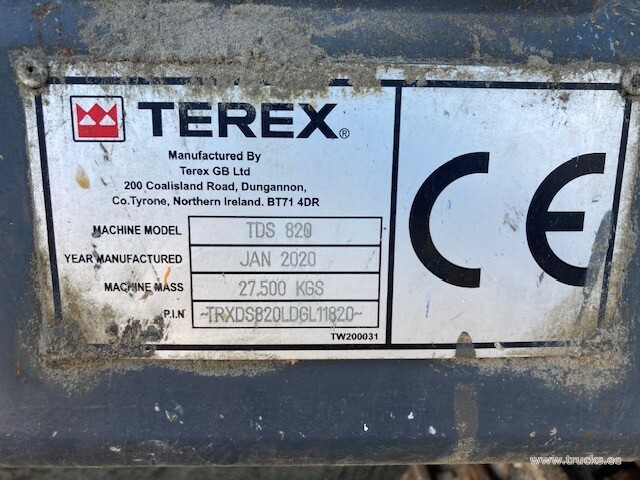 TEREX®
Manufactured By
Terex GB Ltd
200 Coalisland Road, Dungannon,
Co.Tyrone, Northern Ireland. BT71 4DR
MACHINE MODEL TDS 820
YEAR MANUFACTURED JAN 2020
MACHINE MASS 27,500 KGS
P.I.N ~TRXDS820LDGL11820~
TW200031
CE
www.trucks.ee